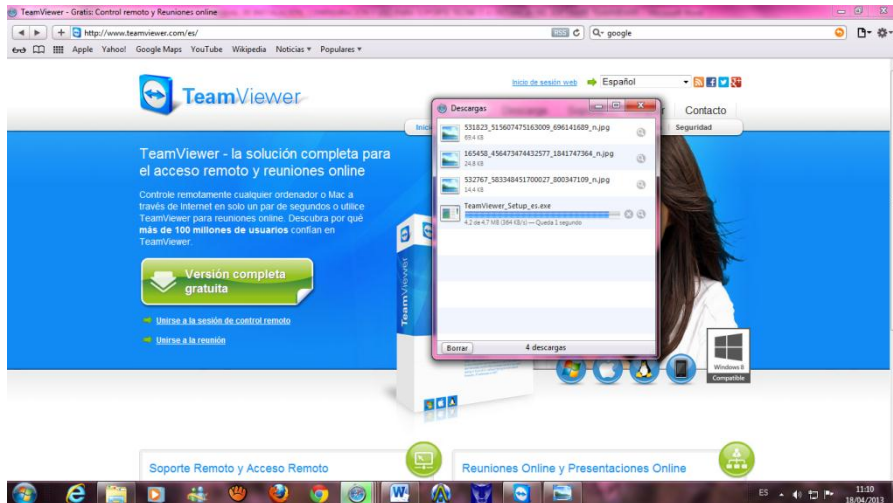 TeamViewer - Gratis: Control remoto y Reuniones online
http://www.teamviewer.com/es/
RSS
google
Apple Yahoo! Google Maps YouTube Wikipedia Noticias Populares
TeamViewer
Inicio de sesión web
Español
Contacto
Seguridad
TeamViewer - la solución completa para
el acceso remoto y reuniones online
Controle remotamente cualquier ordenador o Mac a
través de Internet en solo un par de segundos o utilice
TeamViewer para reuniones online. Descubra por qué
más de 100 millones de usuarios confían en
TeamViewer.
Versión completa
gratuita
Unirse a la sesión de control remoto
Unirse a la reunión
TeamViewer
Descargas
531823_515607475163009_696141689_n.jpg
69.4 KB
165458_456473474432577_1841747364_n.jpg
24.8 KB
532767_583348451700027_800347109_n.jpg
14.4 KB
TeamViewer_Setup_es.exe
4.2 de 4.7 MB (384 KB/s) — Queda 1 segundo
Borrar
4 descargas
Windows 8
Compatible
Soporte Remoto y Acceso Remoto
Reuniones Online y Presentaciones Online
ES
11:10
18/04/2013